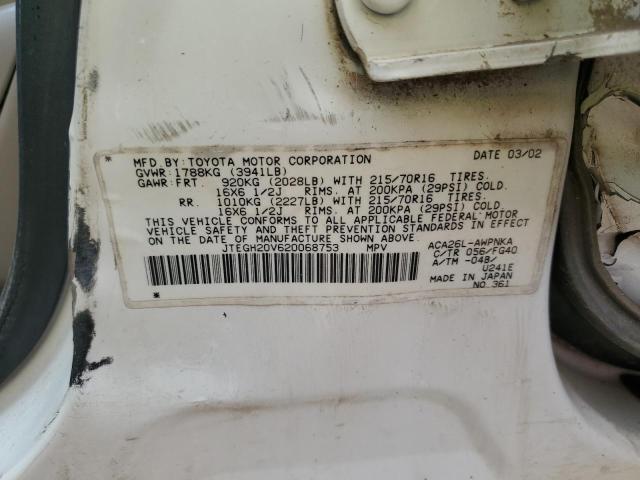 MFD.BY:TOYOTA MOTOR CORPORATION DATE 03/02
GVWR:1788KG (3941LB)
GAWR:FRT. 920KG (2028LB) WITH 215/70R16 TIRES.
16X6 1/2J RIMS. AT 200KPA (29PSI) COLD.
RR. 1010KG (2227LB) WITH 215/70R16 TIRES.
16X6 1/2J RIMS. AT 200KPA (29PSI) COLD.
THIS VEHICLE CONFORMS TO ALL APPLICABLE FEDERAL MOTOR
VEHICLE SAFETY AND THEFT PREVENTION STANDARDS IN EFFECT
ON THE DATE OF MANUFACTURE SHOWN ABOVE.
JTEGH20V620068753 MPV ACA26L-AWPNKA
C/TR 056/FG40
A/TM -04B/
U241E
MADE IN JAPAN
NO.361